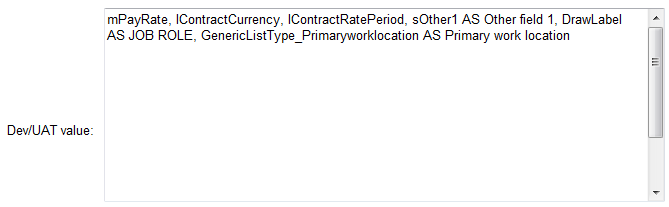 mPayRate, lContractCurrency, lContractRatePeriod, sOther1 AS Other field 1, DrawLabel
AS JOB ROLE, GenericListType_Primaryworklocation AS Primary work location
Dev/UAT value: